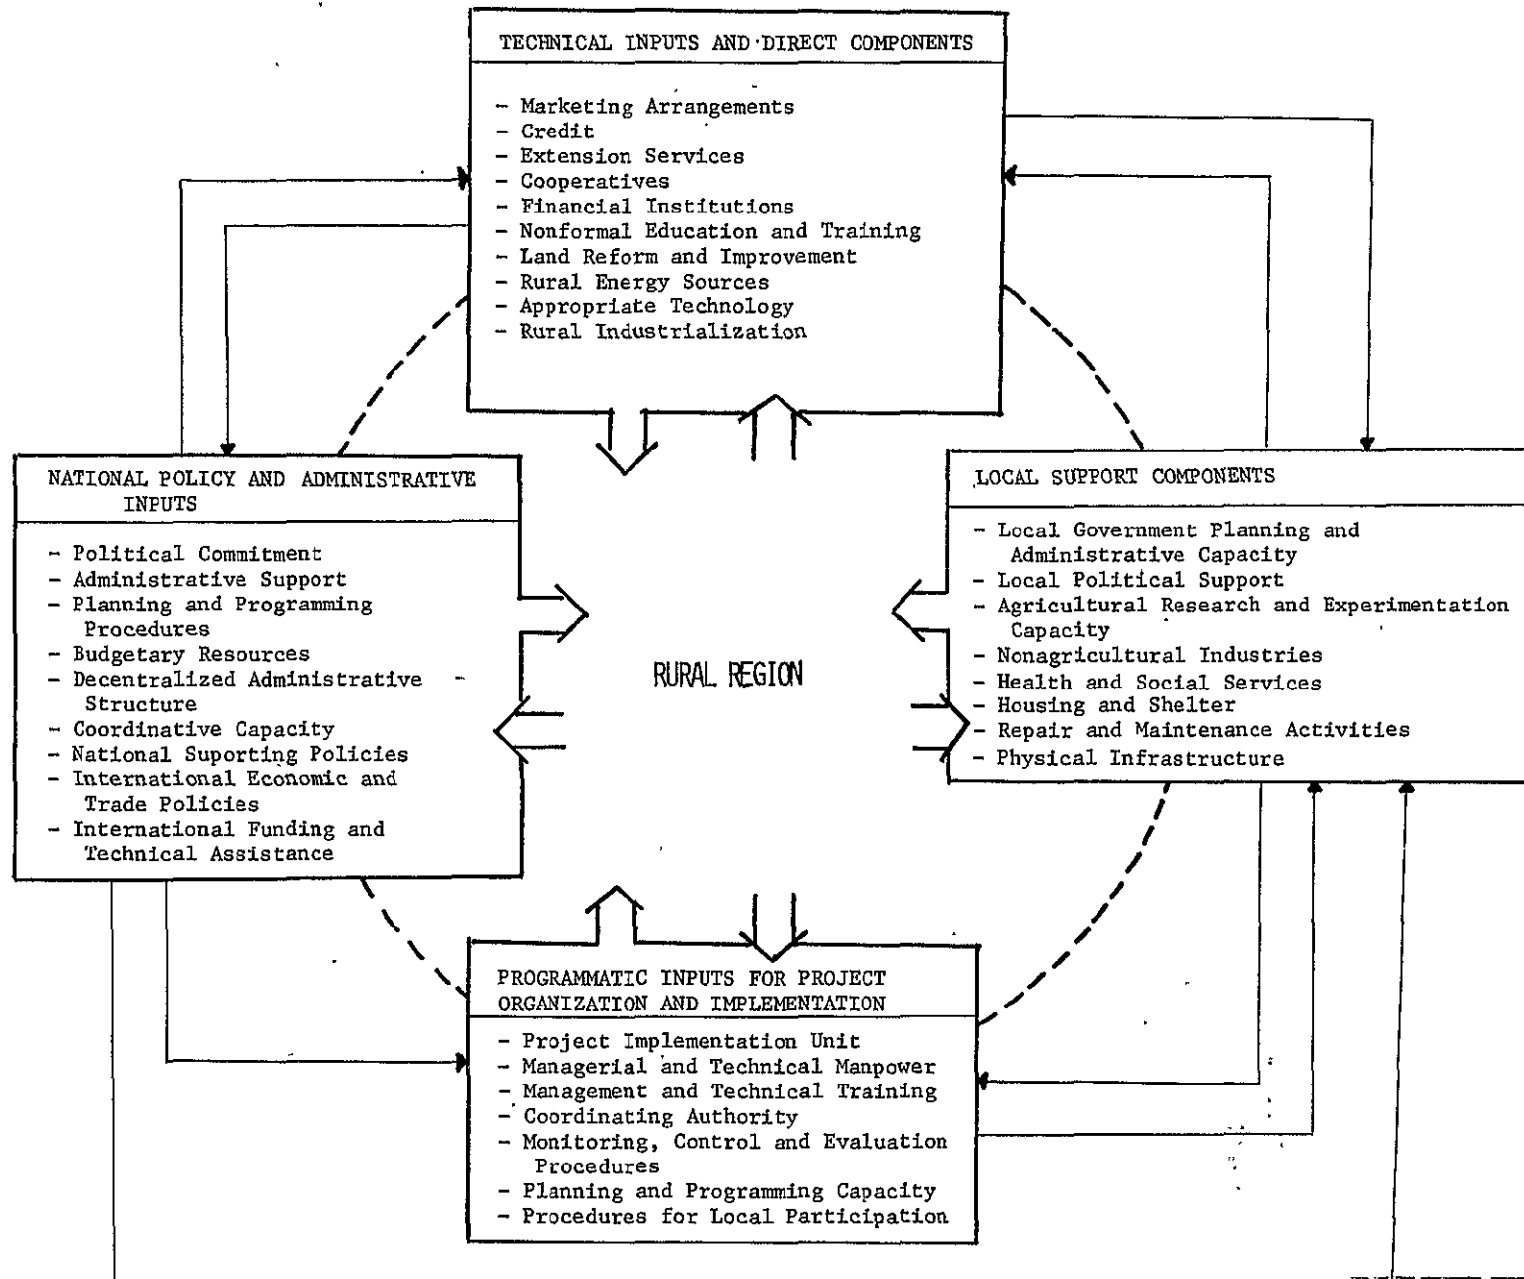 TECHNICAL INPUTS AND DIRECT COMPONENTS
- Marketing Arrangements
- Credit
- Extension Services
- Cooperatives
- Financial Institutions
- Nonformal Education and Training
- Land Reform and Improvement
- Rural Energy Sources
- Appropriate Technology
- Rural Industrialization
NATIONAL POLICY AND ADMINISTRATIVE
INPUTS
- Political Commitment
- Administrative Support
- Planning and Programming
Procedures
- Budgetary Resources
- Decentralized Administrative
Structure
- Coordinative Capacity
- National Suporting Policies
- International Economic and
Trade Policies
- International Funding and
Technical Assistance
RURAL REGION
LOCAL SUPPORT COMPONENTS
- Local Government Planning and
Administrative Capacity
- Local Political Support
- Agricultural Research and Experimentation
Capacity
- Nonagricultural Industries
- Health and Social Services
- Housing and Shelter
- Repair and Maintenance Activities
- Physical Infrastructure
PROGRAMMATIC INPUTS FOR PROJECT
ORGANIZATION AND IMPLEMENTATION
- Project Implementation Unit
- Managerial and Technical Manpower
- Management and Technical Training
- Coordinating Authority
- Monitoring, Control and Evaluation
Procedures
- Planning and Programming Capacity
- Procedures for Local Participation